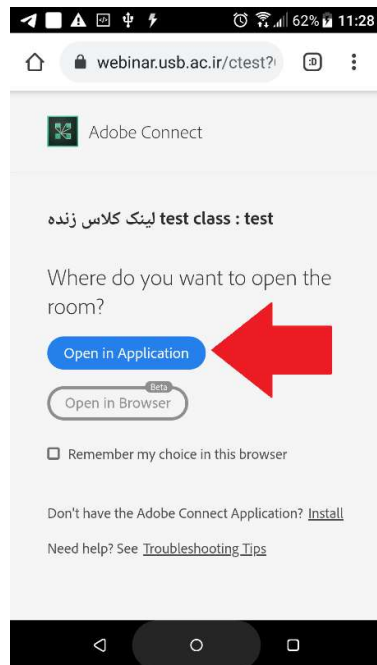 62% 11:28
webinar.usb.ac.ir/ctest?
:D
Adobe Connect
لینک کلاس زنده test class : test
Where do you want to open the
room?
Open in Application
Beta
Open in Browser
Remember my choice in this browser
Don't have the Adobe Connect Application? Install
Need help? See Troubleshooting Tips